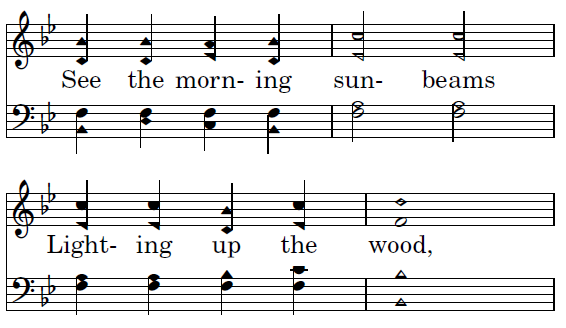 See the morn- ing sun- beams
Light- ing up the wood,